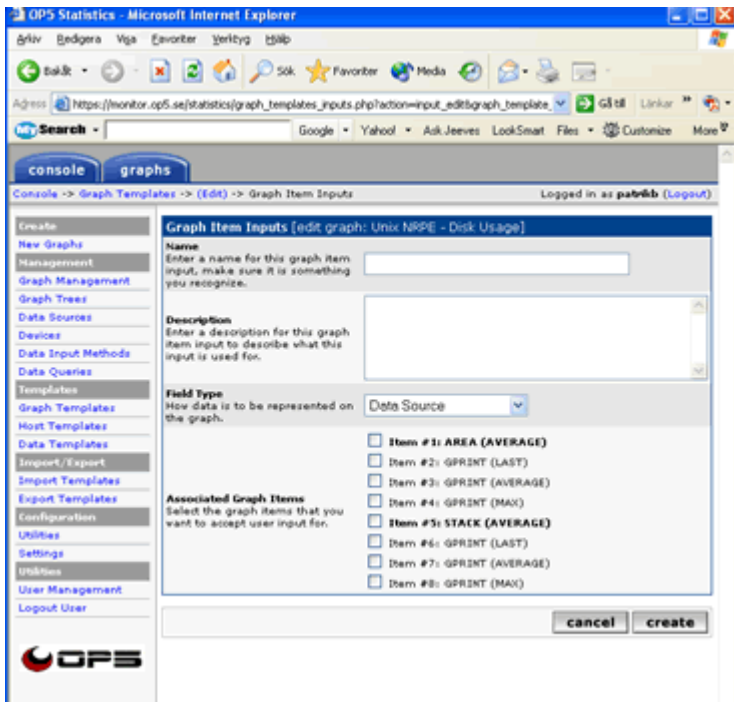 OP5 Statistics - Microsoft Internet Explorer
Arkiv Redigera Visa Favoriter Verktyg Hjälp
Bakåt Sök Favoriter Media
Adress https://monitor.op5.se/statistics/graph_templates_inputs.php?action=input_edit&graph_template_ Gå till Länkar »
My Search Google Yahoo! Ask Jeeves LookSmart Files Customize More
console graphs
Console -> Graph Templates -> (Edit) -> Graph Item Inputs Logged in as patrikb (Logout)
Create
New Graphs
Management
Graph Management
Graph Trees
Data Sources
Devices
Data Input Methods
Data Queries
Templates
Graph Templates
Host Templates
Data Templates
Import/Export
Import Templates
Export Templates
Configuration
Utilities
Settings
Utilities
User Management
Logout User
OP5
Graph Item Inputs [edit graph: Unix NRPE - Disk Usage]
Name
Enter a name for this graph item
input, make sure it is something
you recognize.
Description
Enter a description for this graph
item input to describe what this
input is used for.
Field Type
How data is to be represented on
the graph.
Data Source
Associated Graph Items
Select the graph items that you
want to accept user input for.
Item #1: AREA (AVERAGE)
Item #2: GPRINT (LAST)
Item #3: GPRINT (AVERAGE)
Item #4: GPRINT (MAX)
Item #5: STACK (AVERAGE)
Item #6: GPRINT (LAST)
Item #7: GPRINT (AVERAGE)
Item #8: GPRINT (MAX)
cancel create